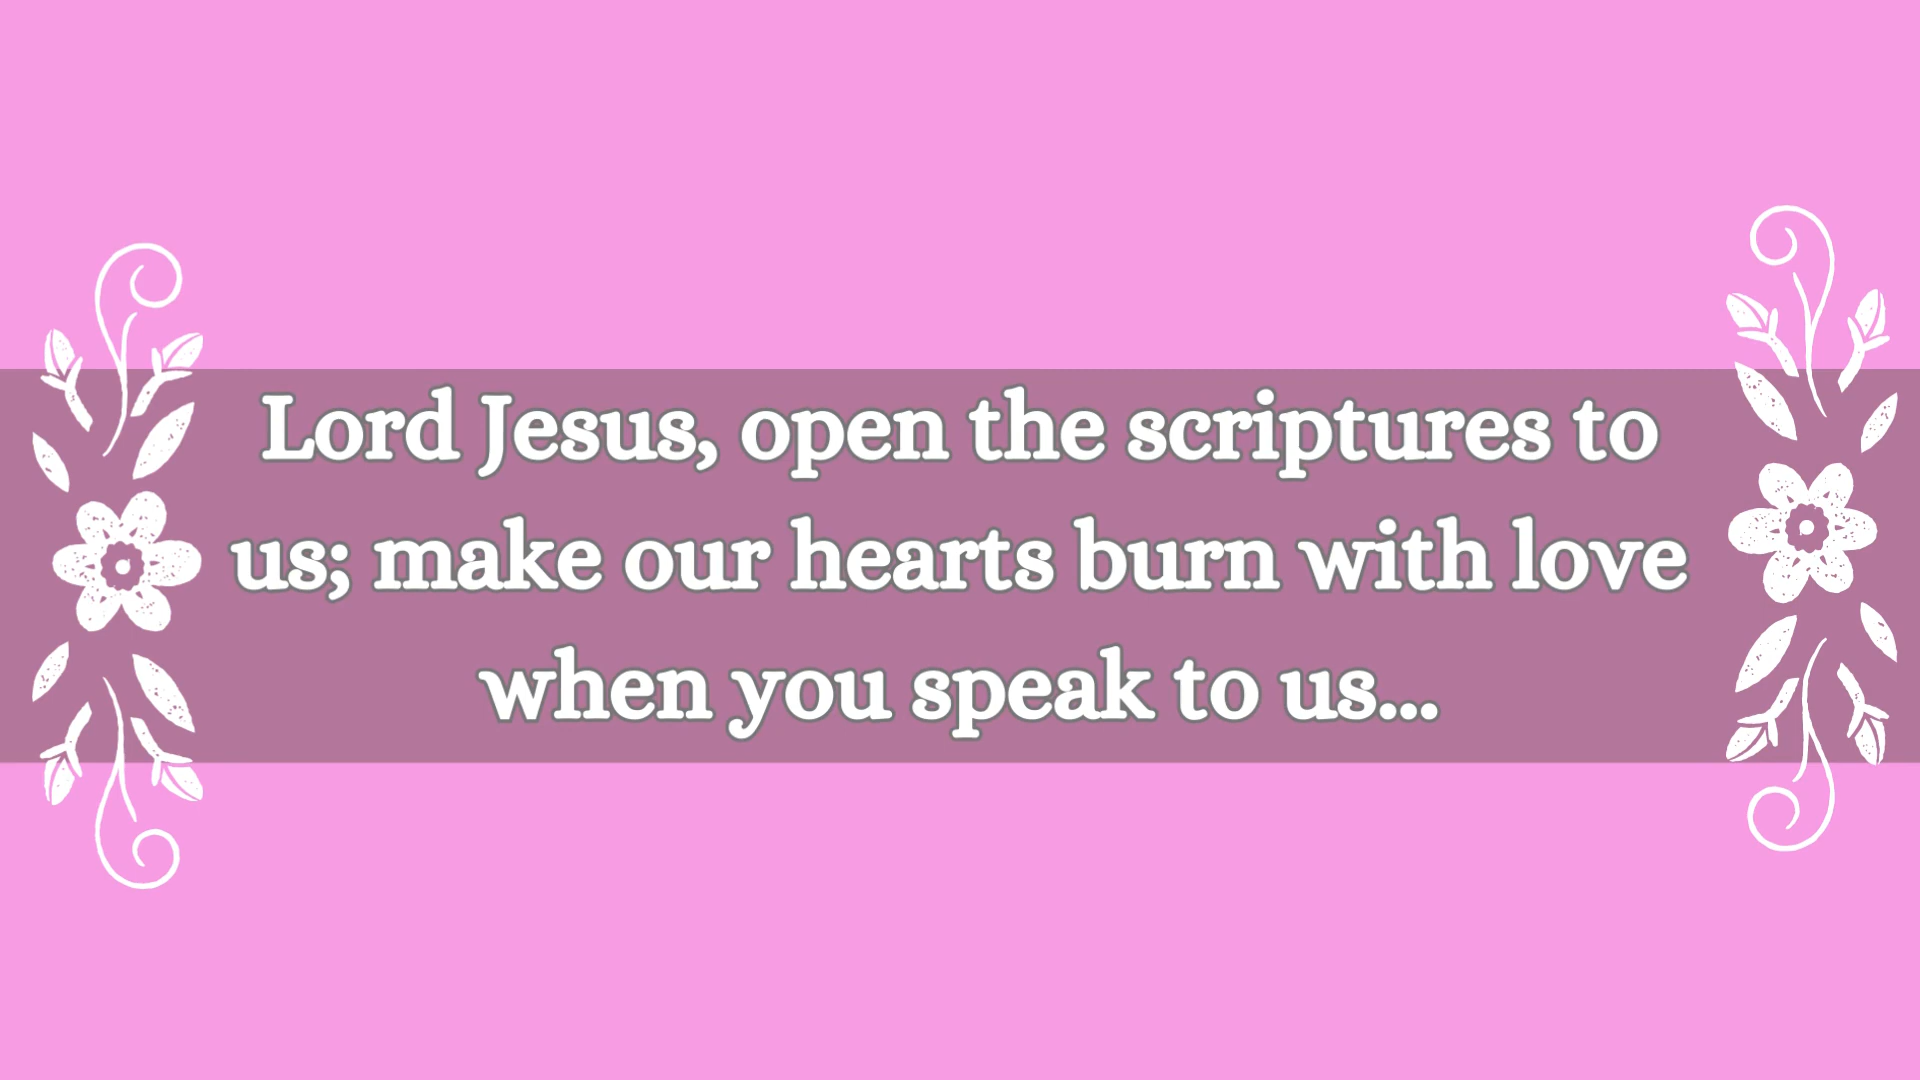 Lord Jesus, open the scriptures to
us; make our hearts burn with love
when you speak to us...